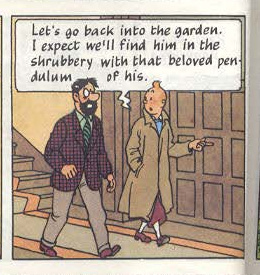 Let's go back into the garden.
I expect we'll find him in the
shrubbery with that beloved pen-
dulum of his.